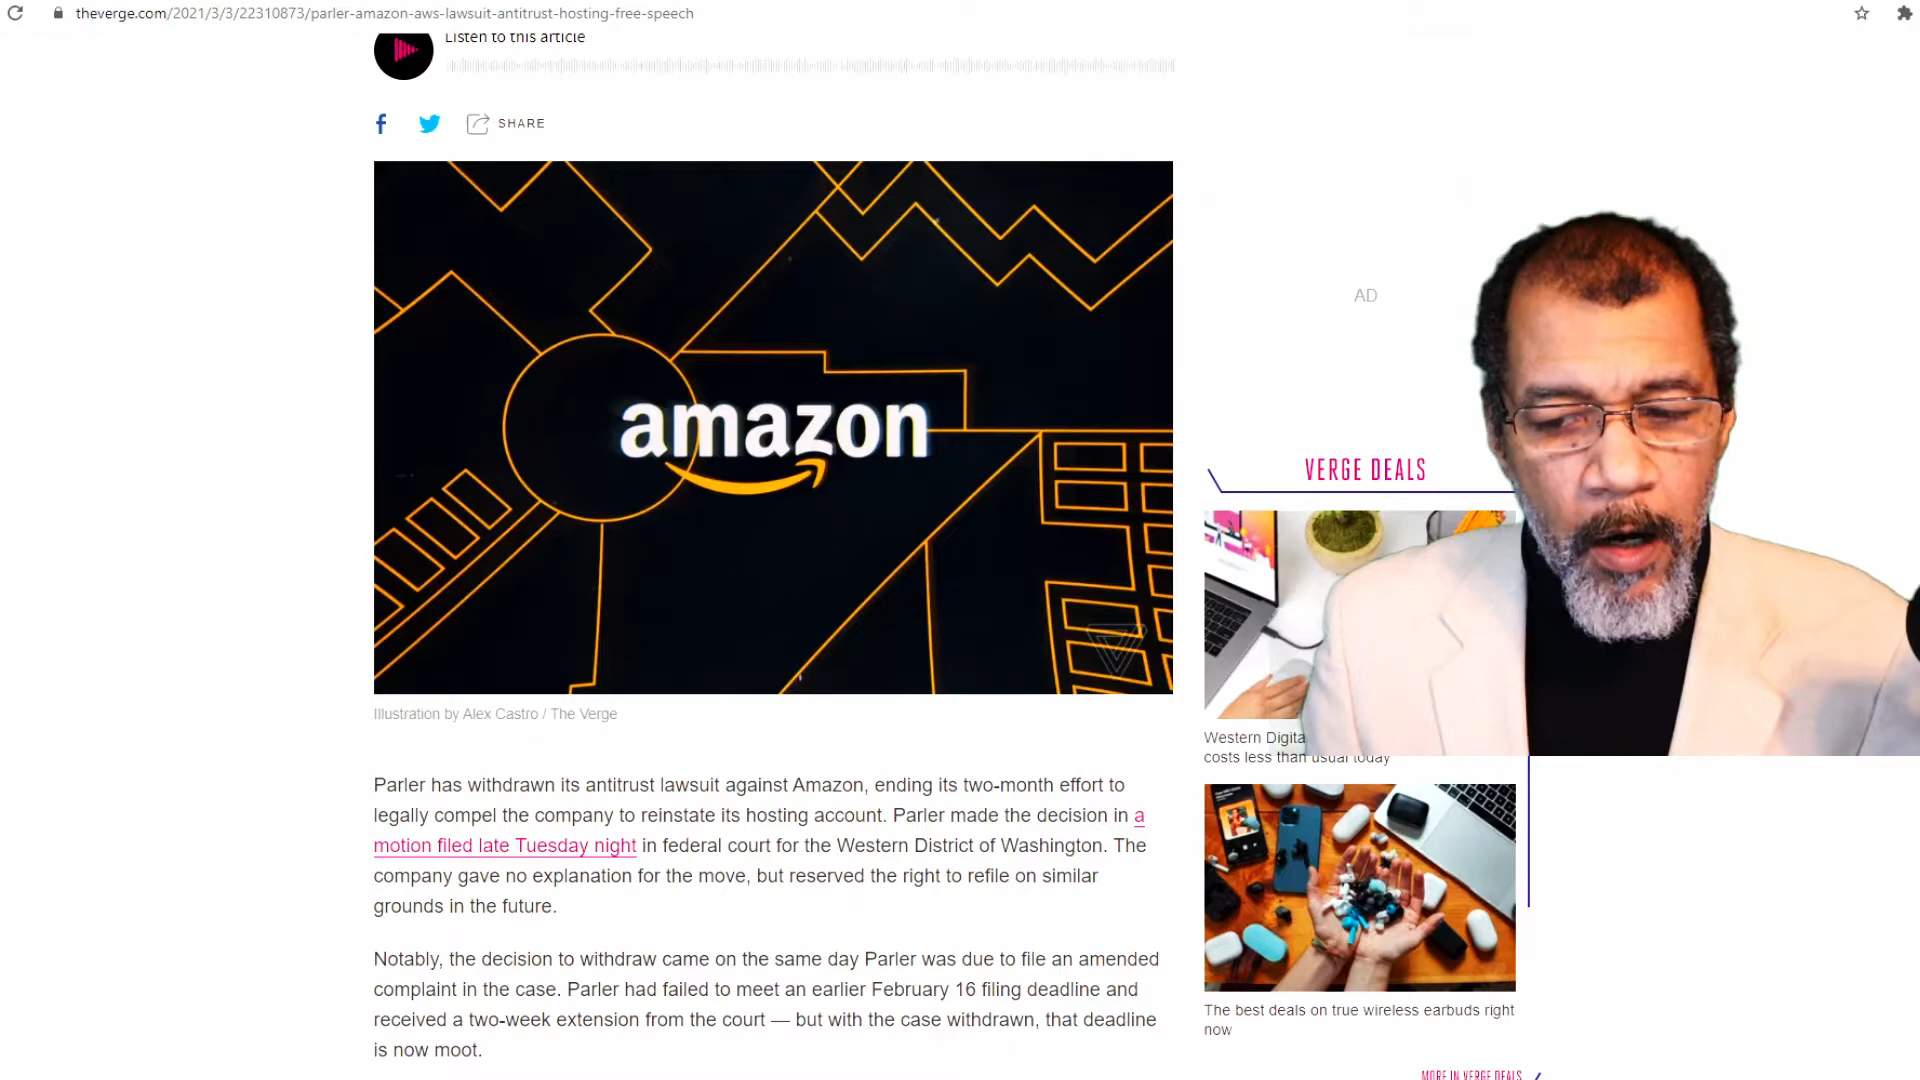 theverge.com/2021/3/3/22310873/parler-amazon-aws-lawsuit-antitrust-hosting-free-speech
Listen to this article
SHARE
amazon
AD
Illustration by Alex Castro / The Verge
Parler has withdrawn its antitrust lawsuit against Amazon, ending its two-month effort to
legally compel the company to reinstate its hosting account. Parler made the decision in a
motion filed late Tuesday night in federal court for the Western District of Washington. The
company gave no explanation for the move, but reserved the right to refile on similar
grounds in the future.
Notably, the decision to withdraw came on the same day Parler was due to file an amended
complaint in the case. Parler had failed to meet an earlier February 16 filing deadline and
received a two-week extension from the court — but with the case withdrawn, that deadline
is now moot.
VERGE DEALS
Western Digita
costs less than usual today
The best deals on true wireless earbuds right
now
MORE IN VERGE DEALS